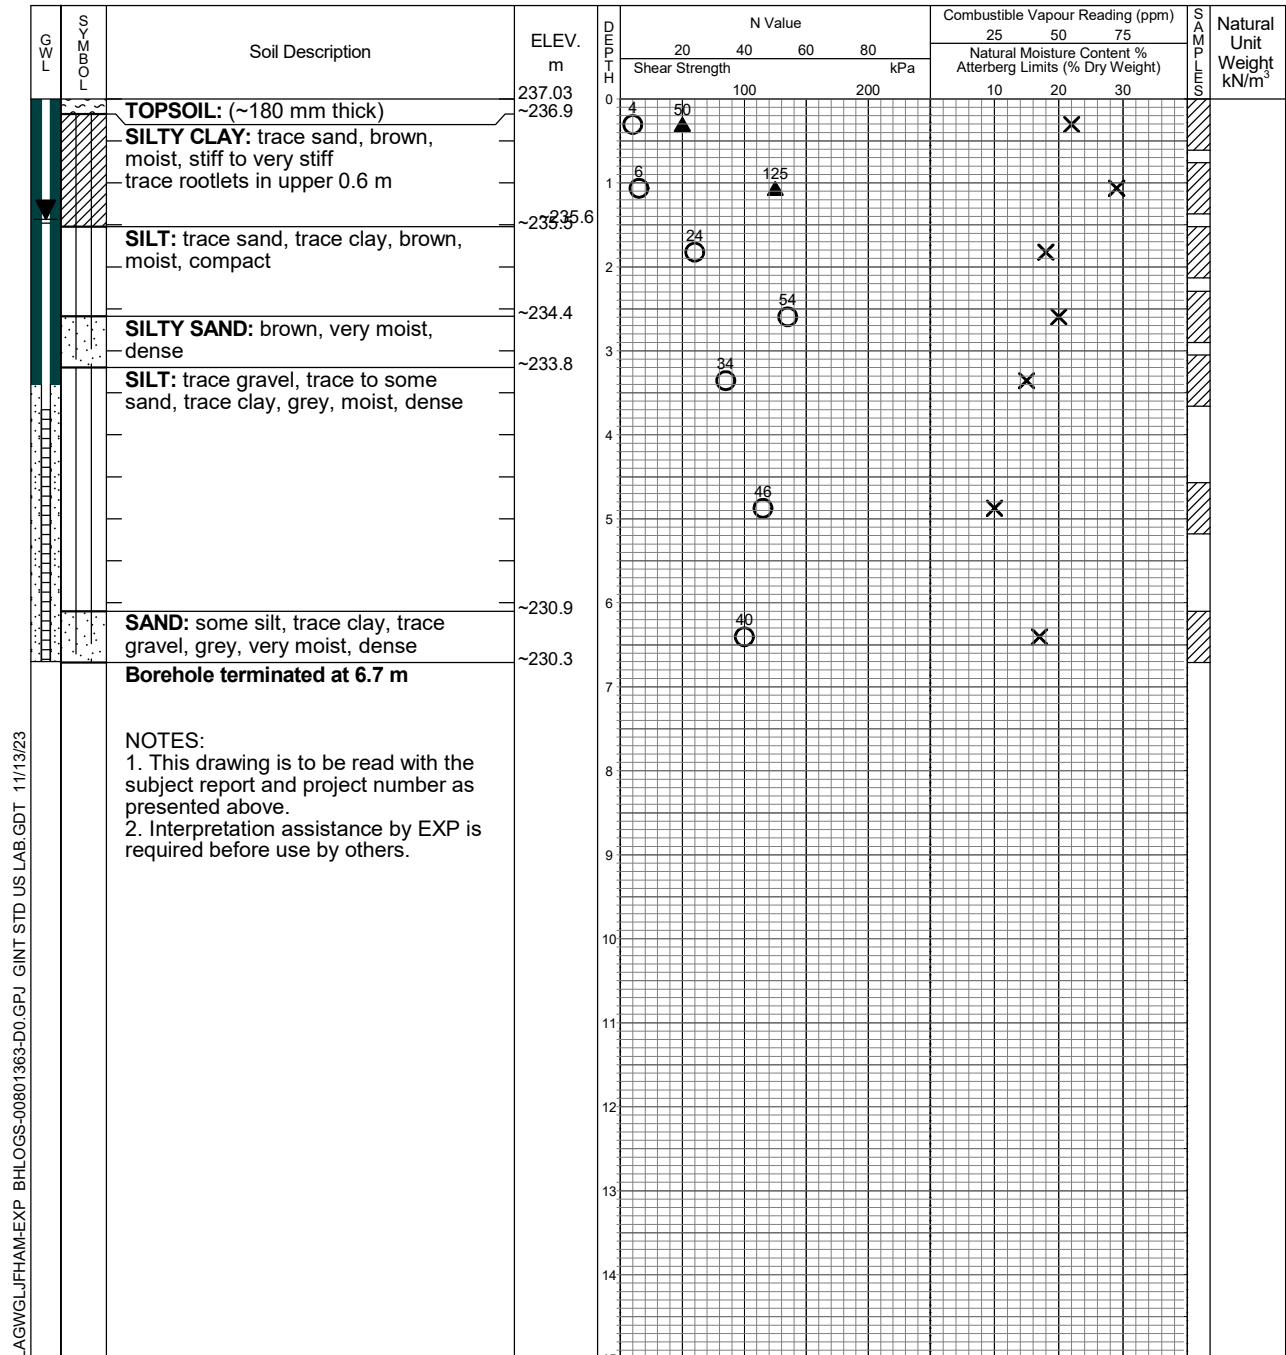 GWL
SYMBOL
Soil Description
ELEV.
m
DEPTH
N Value
20 40 60 80
Shear Strength kPa
100 200
Combustible Vapour Reading (ppm)
25 50 75
Natural Moisture Content %
Atterberg Limits (% Dry Weight)
10 20 30
SAMPLES
Natural
Unit
Weight
kN/m³
237.03
0
TOPSOIL: (~180 mm thick)
~236.9
4 50
SILTY CLAY: trace sand, brown,
moist, stiff to very stiff
trace rootlets in upper 0.6 m
1
6 125
~235.6
~235.5
SILT: trace sand, trace clay, brown,
moist, compact
24
2
~234.4
54
SILTY SAND: brown, very moist,
dense
3
~233.8
34
SILT: trace gravel, trace to some
sand, trace clay, grey, moist, dense
4
46
5
6
~230.9
SAND: some silt, trace clay, trace
gravel, grey, very moist, dense
40
~230.3
Borehole terminated at 6.7 m
7
NOTES:
1. This drawing is to be read with the
subject report and project number as
presented above.
2. Interpretation assistance by EXP is
required before use by others.
8
9
10
11
12
13
14
LAGWGLJFHAM-EXP BHLOGS-00801363-D0.GPJ GINT STD US LAB.GDT 11/13/23